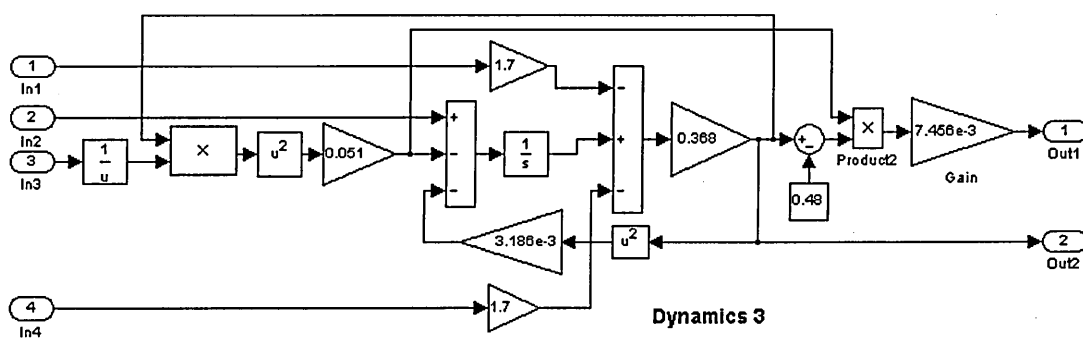 1
In1
1.7
2
In2
3
In3
1
u
×
u²
0.051
+
−
−
1
s
−
+
−
0.368
+
−
0.48
×
Product2
7.456e-3
Gain
1
Out1
3.186e-3
u²
2
Out2
4
In4
1.7
Dynamics 3